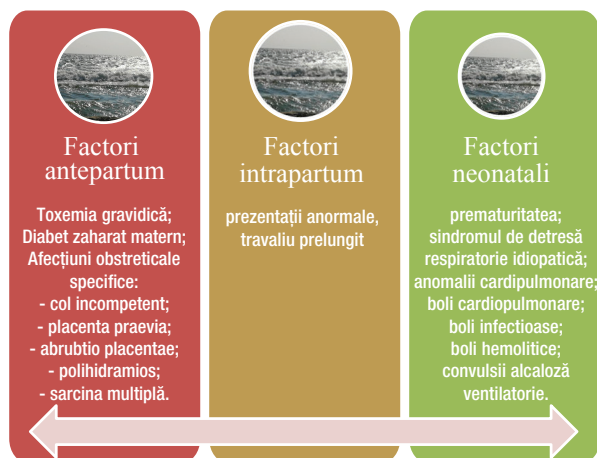 Factori
antepartum
Toxemia gravidică;
Diabet zaharat matern;
Afecțiuni obstreticale
specifice:
- col incompetent;
- placenta praevia;
- abrubtio placentae;
- polihidramios;
- sarcina multiplă.
Factori
intrapartum
prezentații anormale,
travaliu prelungit
Factori
neonatali
prematuritatea;
sindromul de detresă
respiratorie idiopatică;
anomalii cardipulmonare;
boli cardiopulmonare;
boli infectioase;
boli hemolitice;
convulsii alcaloză
ventilatorie.